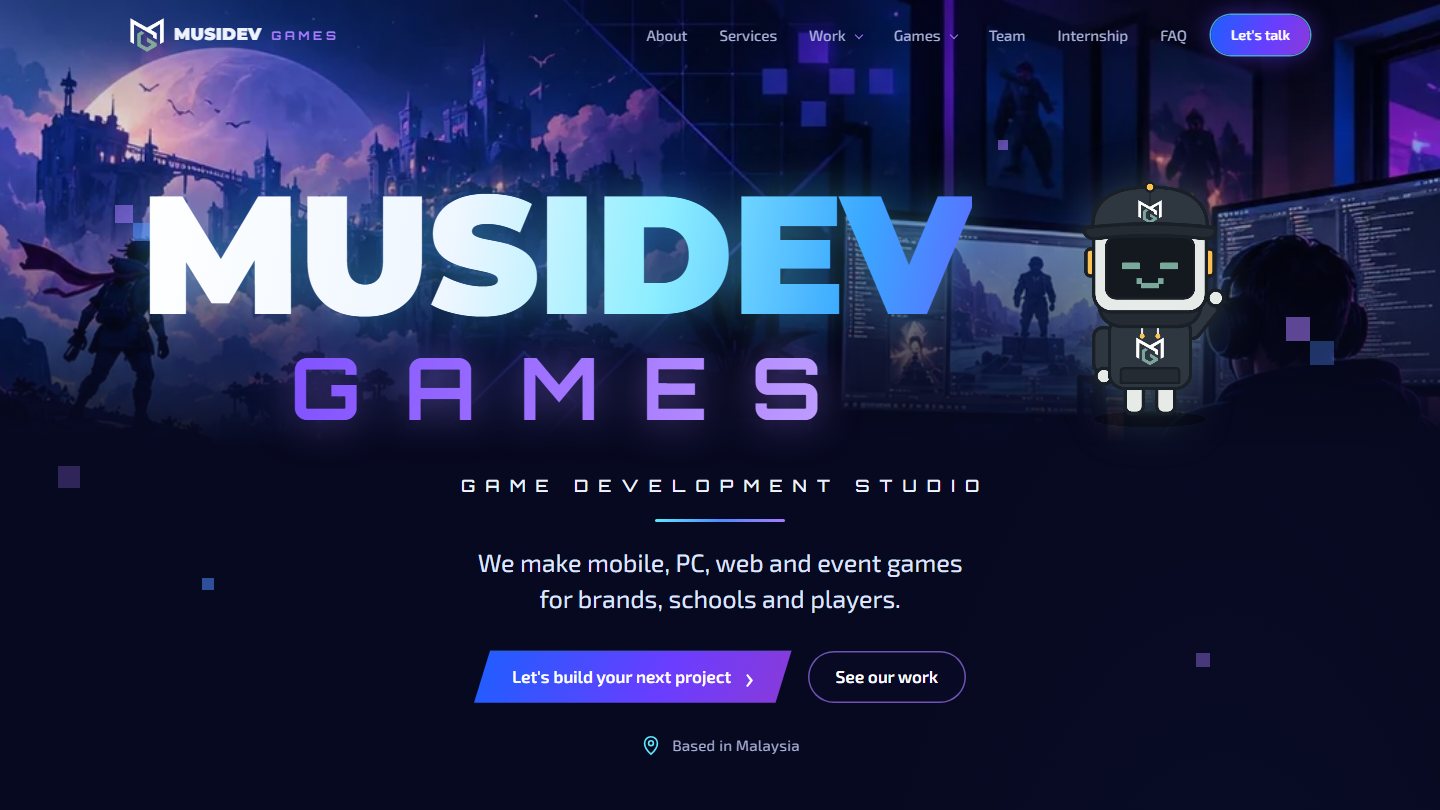 MUSIDEV GAMES
About
Services
Work
Games
Team
Internship
FAQ
Let's talk
MUSIDEV
GAMES
GAME DEVELOPMENT STUDIO
We make mobile, PC, web and event games
for brands, schools and players.
Let's build your next project
See our work
Based in Malaysia